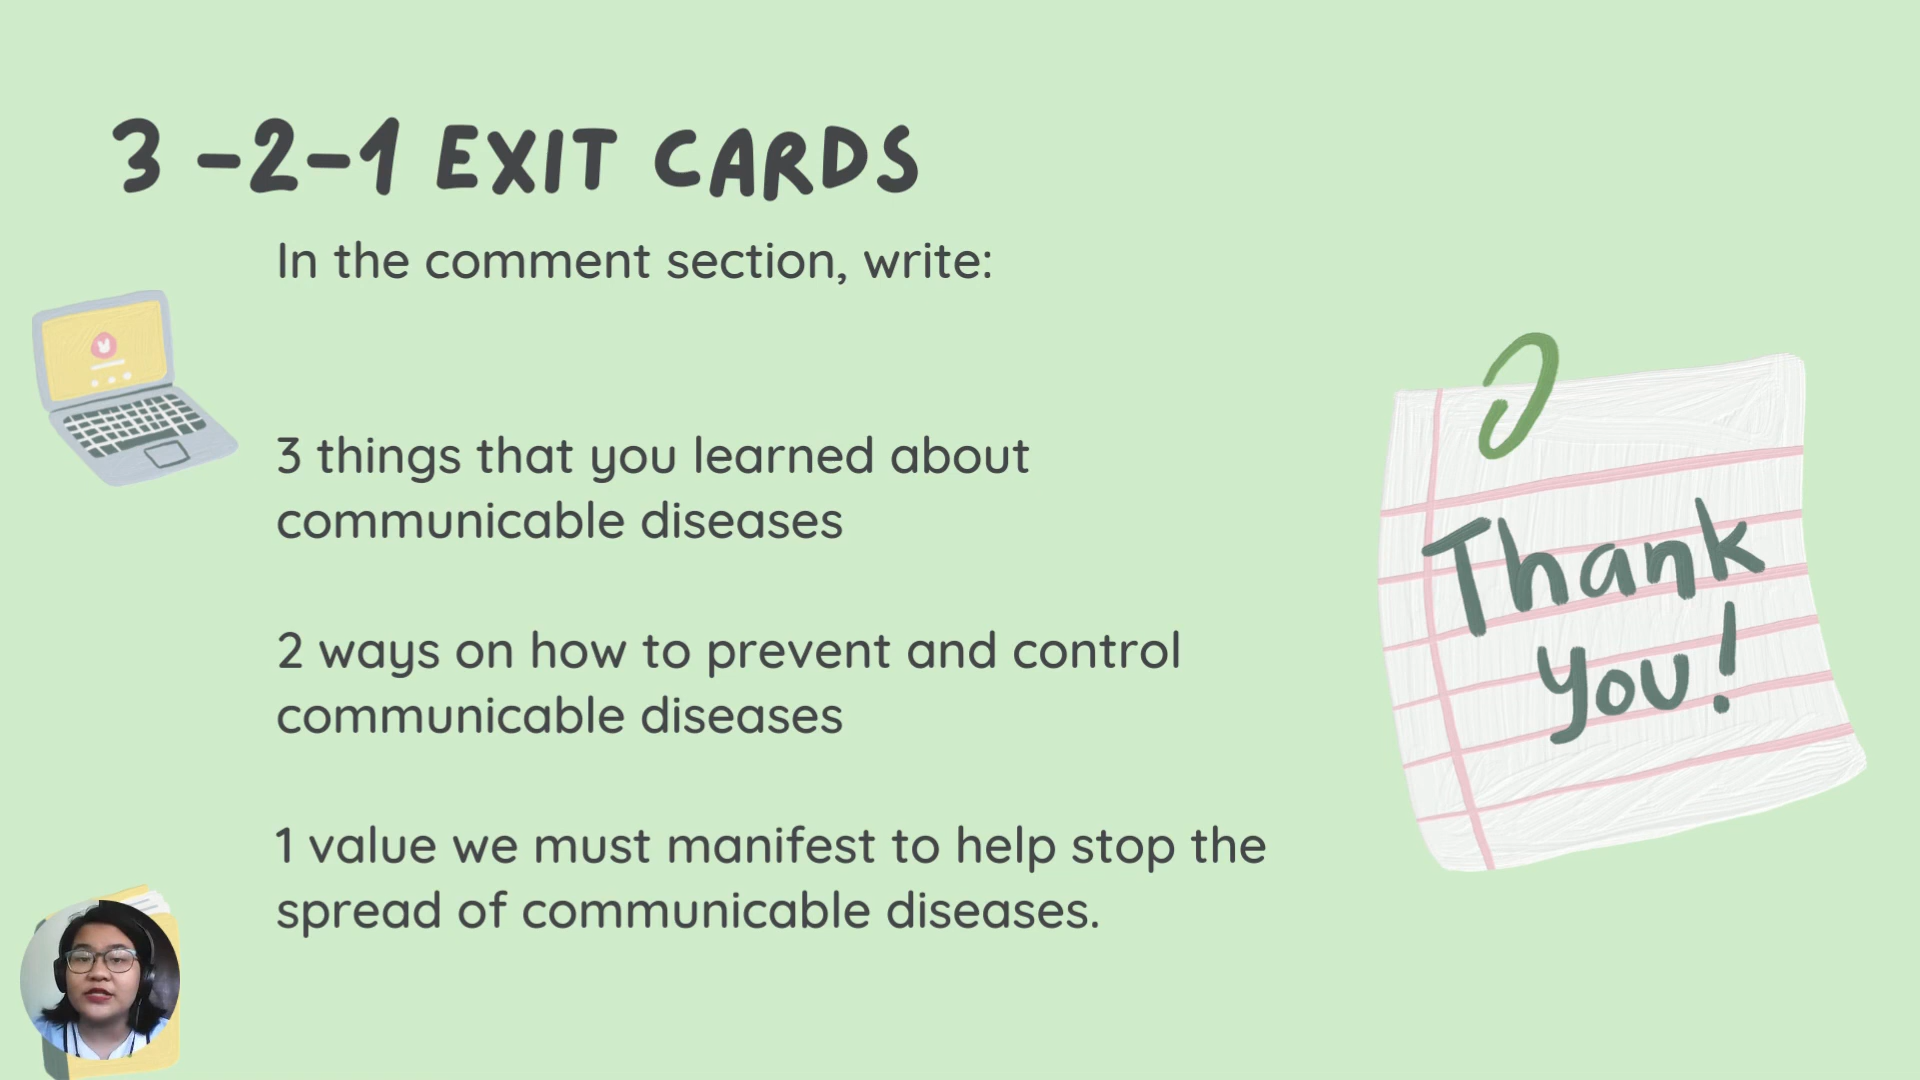 3 -2-1 EXIT CARDS
In the comment section, write:
3 things that you learned about
communicable diseases
2 ways on how to prevent and control
communicable diseases
1 value we must manifest to help stop the
spread of communicable diseases.
Thank
you!